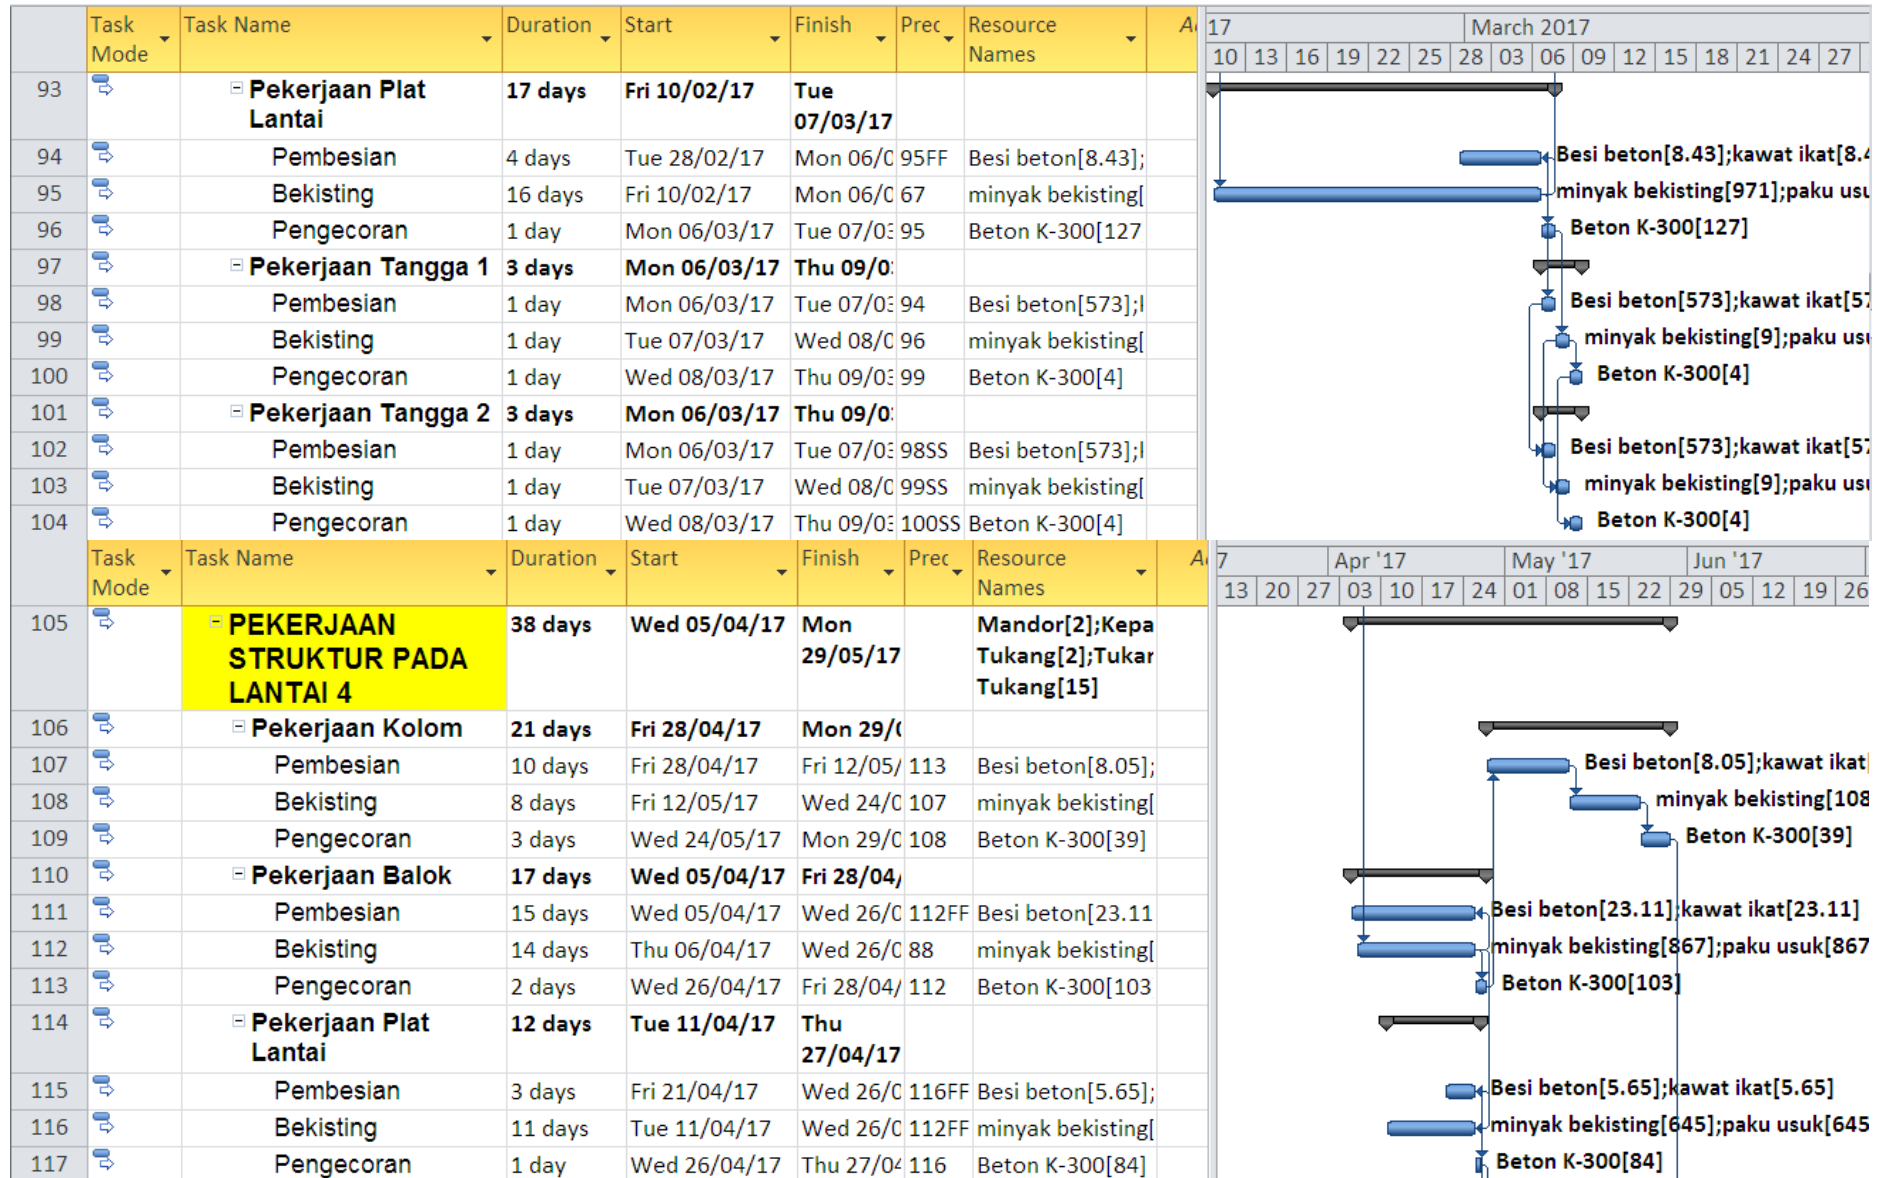 Task Mode Task Name Duration Start Finish Prec Resource Names A 17 March 2017
10 13 16 19 22 25 28 03 06 09 12 15 18 21 24 27
93 Pekerjaan Plat Lantai 17 days Fri 10/02/17 Tue 07/03/17
94 Pembesian 4 days Tue 28/02/17 Mon 06/0 95FF Besi beton[8.43]; Besi beton[8.43];kawat ikat[8.4
95 Bekisting 16 days Fri 10/02/17 Mon 06/0 67 minyak bekisting[ minyak bekisting[971];paku usu
96 Pengecoran 1 day Mon 06/03/17 Tue 07/03 95 Beton K-300[127 Beton K-300[127]
97 Pekerjaan Tangga 1 3 days Mon 06/03/17 Thu 09/0
98 Pembesian 1 day Mon 06/03/17 Tue 07/03 94 Besi beton[573]; Besi beton[573];kawat ikat[57
99 Bekisting 1 day Tue 07/03/17 Wed 08/0 96 minyak bekisting[ minyak bekisting[9];paku usu
100 Pengecoran 1 day Wed 08/03/17 Thu 09/03 99 Beton K-300[4] Beton K-300[4]
101 Pekerjaan Tangga 2 3 days Mon 06/03/17 Thu 09/0
102 Pembesian 1 day Mon 06/03/17 Tue 07/03 98SS Besi beton[573]; Besi beton[573];kawat ikat[57
103 Bekisting 1 day Tue 07/03/17 Wed 08/0 99SS minyak bekisting[ minyak bekisting[9];paku usu
104 Pengecoran 1 day Wed 08/03/17 Thu 09/03 100SS Beton K-300[4] Beton K-300[4]
Task Mode Task Name Duration Start Finish Prec Resource Names A 7 Apr '17 May '17 Jun '17
13 20 27 03 10 17 24 01 08 15 22 29 05 12 19 26
105 PEKERJAAN STRUKTUR PADA LANTAI 4 38 days Wed 05/04/17 Mon 29/05/17 Mandor[2];Kepa Tukang[2];Tukar Tukang[15]
106 Pekerjaan Kolom 21 days Fri 28/04/17 Mon 29/0
107 Pembesian 10 days Fri 28/04/17 Fri 12/05/ 113 Besi beton[8.05]; Besi beton[8.05];kawat ikat[
108 Bekisting 8 days Fri 12/05/17 Wed 24/0 107 minyak bekisting[ minyak bekisting[108
109 Pengecoran 3 days Wed 24/05/17 Mon 29/0 108 Beton K-300[39] Beton K-300[39]
110 Pekerjaan Balok 17 days Wed 05/04/17 Fri 28/04/
111 Pembesian 15 days Wed 05/04/17 Wed 26/0 112FF Besi beton[23.11 Besi beton[23.11];kawat ikat[23.11]
112 Bekisting 14 days Thu 06/04/17 Wed 26/0 88 minyak bekisting[ minyak bekisting[867];paku usuk[867
113 Pengecoran 2 days Wed 26/04/17 Fri 28/04/ 112 Beton K-300[103 Beton K-300[103]
114 Pekerjaan Plat Lantai 12 days Tue 11/04/17 Thu 27/04/17
115 Pembesian 3 days Fri 21/04/17 Wed 26/0 116FF Besi beton[5.65]; Besi beton[5.65];kawat ikat[5.65]
116 Bekisting 11 days Tue 11/04/17 Wed 26/0 112FF minyak bekisting[ minyak bekisting[645];paku usuk[645
117 Pengecoran 1 day Wed 26/04/17 Thu 27/04 116 Beton K-300[84] Beton K-300[84]